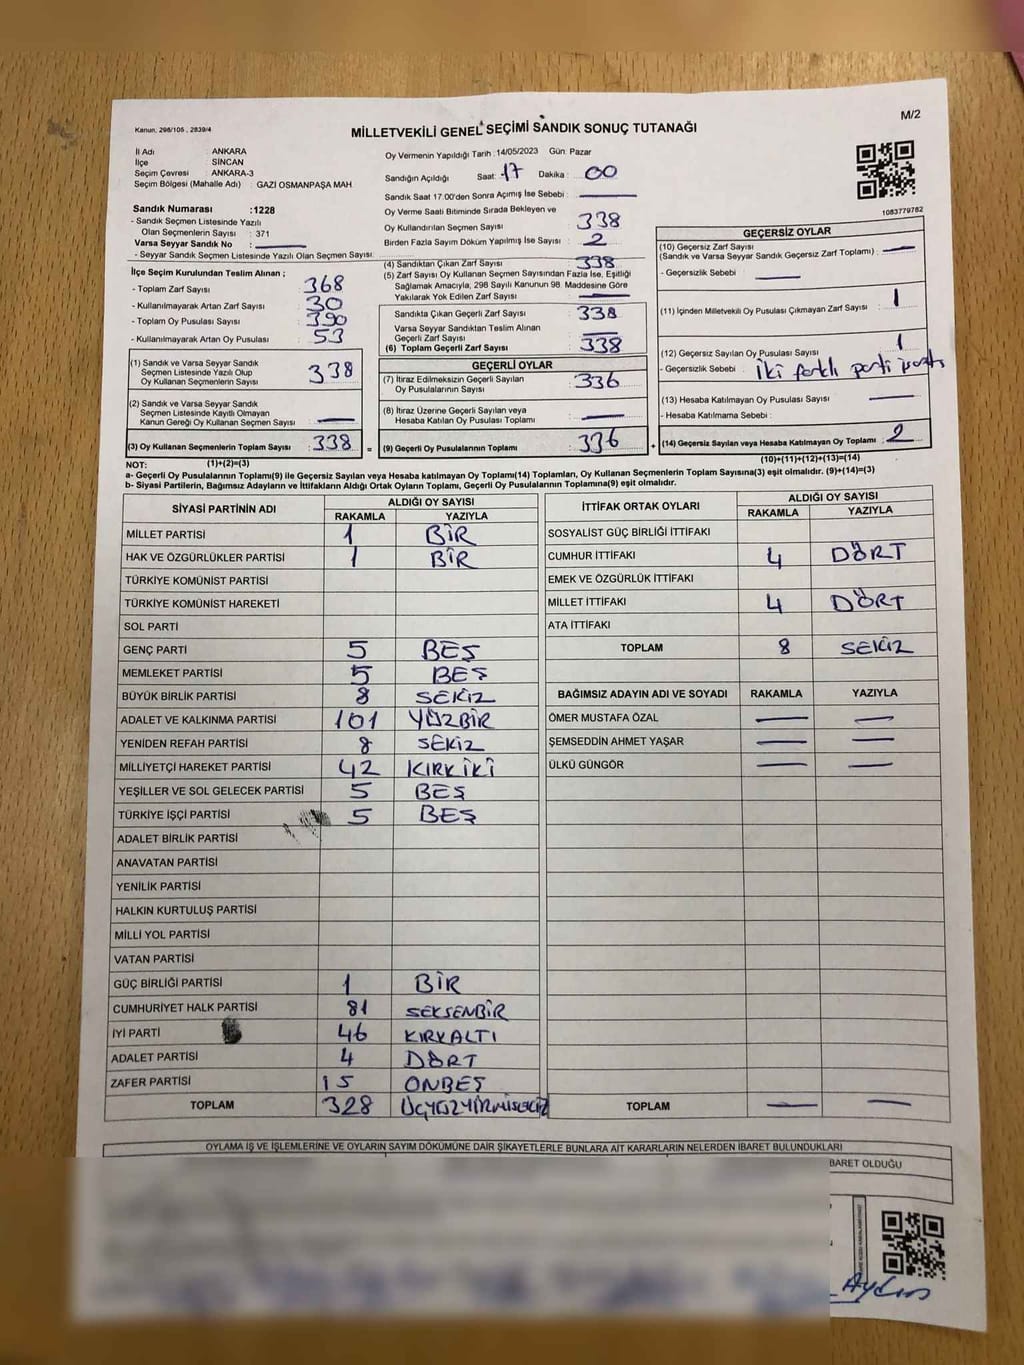 Kanun, 298/105 , 2839/4
M/2
MİLLETVEKİLİ GENEL SEÇİMİ SANDIK SONUÇ TUTANAĞI
İl Adı ANKARA
İlçe SİNCAN
Seçim Çevresi : ANKARA-3
Seçim Bölgesi (Mahalle Adı) : GAZİ OSMANPAŞA MAH.
Sandık Numarası :1228
- Sandık Seçmen Listesinde Yazılı
Olan Seçmenlerin Sayısı : 371
Varsa Seyyar Sandık No
- Seyyar Sandık Seçmen Listesinde Yazılı Olan Seçmen Sayısı:
İlçe Seçim Kurulundan Teslim Alınan ;
- Toplam Zarf Sayısı : 368
- Kullanılmayarak Artan Zarf Sayısı : 30
- Toplam Oy Pusulası Sayısı : 390
- Kullanılmayarak Artan Oy Pusulası : 53
Oy Vermenin Yapıldığı Tarih :14/05/2023 Gün: Pazar
Sandığın Açıldığı Saat: 17 Dakika : 00
Sandık Saat 17.00'den Sonra Açımış İse Sebebi :
Oy Verme Saati Bitiminde Sırada Bekleyen ve
Oy Kullandırılan Seçmen Sayısı : 338
Birden Fazla Sayım Döküm Yapılmış İse Sayısı : 2
(4) Sandıktan Çıkan Zarf Sayısı : 338
(5) Zarf Sayısı Oy Kullanan Seçmen Sayısından Fazla İse, Eşitliği
Sağlamak Amacıyla, 298 Sayılı Kanunun 98. Maddesine Göre
Yakılarak Yok Edilen Zarf Sayısı :
Sandıkta Çıkan Geçerli Zarf Sayısı : 338
Varsa Seyyar Sandıktan Teslim Alınan
Geçerli Zarf Sayısı :
(6) Toplam Geçerli Zarf Sayısı : 338
1083779762
GEÇERSİZ OYLAR
(10) Geçersiz Zarf Sayısı
(Sandık ve Varsa Seyyar Sandık Geçersiz Zarf Toplamı) :
- Geçersizlik Sebebi :
(11) İçinden Milletvekili Oy Pusulası Çıkmayan Zarf Sayısı : 1
(12) Geçersiz Sayılan Oy Pusulası Sayısı : 1
- Geçersizlik Sebebi : iki farklı parti
(13) Hesaba Katılmayan Oy Pusulası Sayısı :
- Hesaba Katılmama Sebebi :
(14) Geçersiz Sayılan veya Hesaba Katılmayan Oy Toplamı : 2
(10)+(11)+(12)+(13)=(14)
(1) Sandık ve Varsa Seyyar Sandık
Seçmen Listesinde Yazılı Olup
Oy Kullanan Seçmenlerin Sayısı : 338
(2) Sandık ve Varsa Seyyar Sandık
Seçmen Listesinde Kayıtlı Olmayan
Kanun Gereği Oy Kullanan Seçmen Sayısı :
(3) Oy Kullanan Seçmenlerin Toplam Sayısı : 338 =
(1)+(2)=(3)
GEÇERLİ OYLAR
(7) İtiraz Edilmeksizin Geçerli Sayılan
Oy Pusulalarının Sayısı : 336
(8) İtiraz Üzerine Geçerli Sayılan veya
Hesaba Katılan Oy Pusulası Toplamı :
(9) Geçerli Oy Pusulalarının Toplamı : 336 +
NOT:
a- Geçerli Oy Pusulalarının Toplamı(9) ile Geçersiz Sayılan veya Hesaba katılmayan Oy Toplamı(14) Toplamları, Oy Kullanan Seçmenlerin Toplam Sayısına(3) eşit olmalıdır. (9)+(14)=(3)
b- Siyasi Partilerin, Bağımsız Adayların ve İttifakların Aldığı Ortak Oyların Toplamı, Geçerli Oy Pusulalarının Toplamına(9) eşit olmalıdır.
SİYASİ PARTİNİN ADI ALDIĞI OY SAYISI
RAKAMLA YAZIYLA
MİLLET PARTİSİ 1 BİR
HAK VE ÖZGÜRLÜKLER PARTİSİ 1 BİR
TÜRKİYE KOMÜNİST PARTİSİ
TÜRKİYE KOMÜNİST HAREKETİ
SOL PARTİ
GENÇ PARTİ 5 BEŞ
MEMLEKET PARTİSİ 5 BEŞ
BÜYÜK BİRLİK PARTİSİ 8 SEKİZ
ADALET VE KALKINMA PARTİSİ 101 YÜZBİR
YENİDEN REFAH PARTİSİ 8 SEKİZ
MİLLİYETÇİ HAREKET PARTİSİ 42 KIRKİKİ
YEŞİLLER VE SOL GELECEK PARTİSİ 5 BEŞ
TÜRKİYE İŞÇİ PARTİSİ 5 BEŞ
ADALET BİRLİK PARTİSİ
ANAVATAN PARTİSİ
YENİLİK PARTİSİ
HALKIN KURTULUŞ PARTİSİ
MİLLİ YOL PARTİSİ
VATAN PARTİSİ
GÜÇ BİRLİĞİ PARTİSİ 1 BİR
CUMHURİYET HALK PARTİSİ 81 SEKSENBİR
İYİ PARTİ 46 KIRKALTI
ADALET PARTİSİ 4 DÖRT
ZAFER PARTİSİ 15 ONBEŞ
TOPLAM 328 ÜÇYÜZYİRMİSEKİZ
İTTİFAK ORTAK OYLARI ALDIĞI OY SAYISI
RAKAMLA YAZIYLA
SOSYALİST GÜÇ BİRLİĞİ İTTİFAKI
CUMHUR İTTİFAKI 4 DÖRT
EMEK VE ÖZGÜRLÜK İTTİFAKI
MİLLET İTTİFAKI 4 DÖRT
ATA İTTİFAKI
TOPLAM 8 SEKİZ
BAĞIMSIZ ADAYIN ADI VE SOYADI RAKAMLA YAZIYLA
ÖMER MUSTAFA ÖZAL
ŞEMSEDDİN AHMET YAŞAR
ÜLKÜ GÜNGÖR
TOPLAM
OYLAMA İŞ VE İŞLEMLERİNE VE OYLARIN SAYIM DÖKÜMÜNE DAİR ŞİKAYETLERLE BUNLARA AİT KARARLARIN NELERDEN İBARET BULUNDUKLARI
BARET OLDUĞU